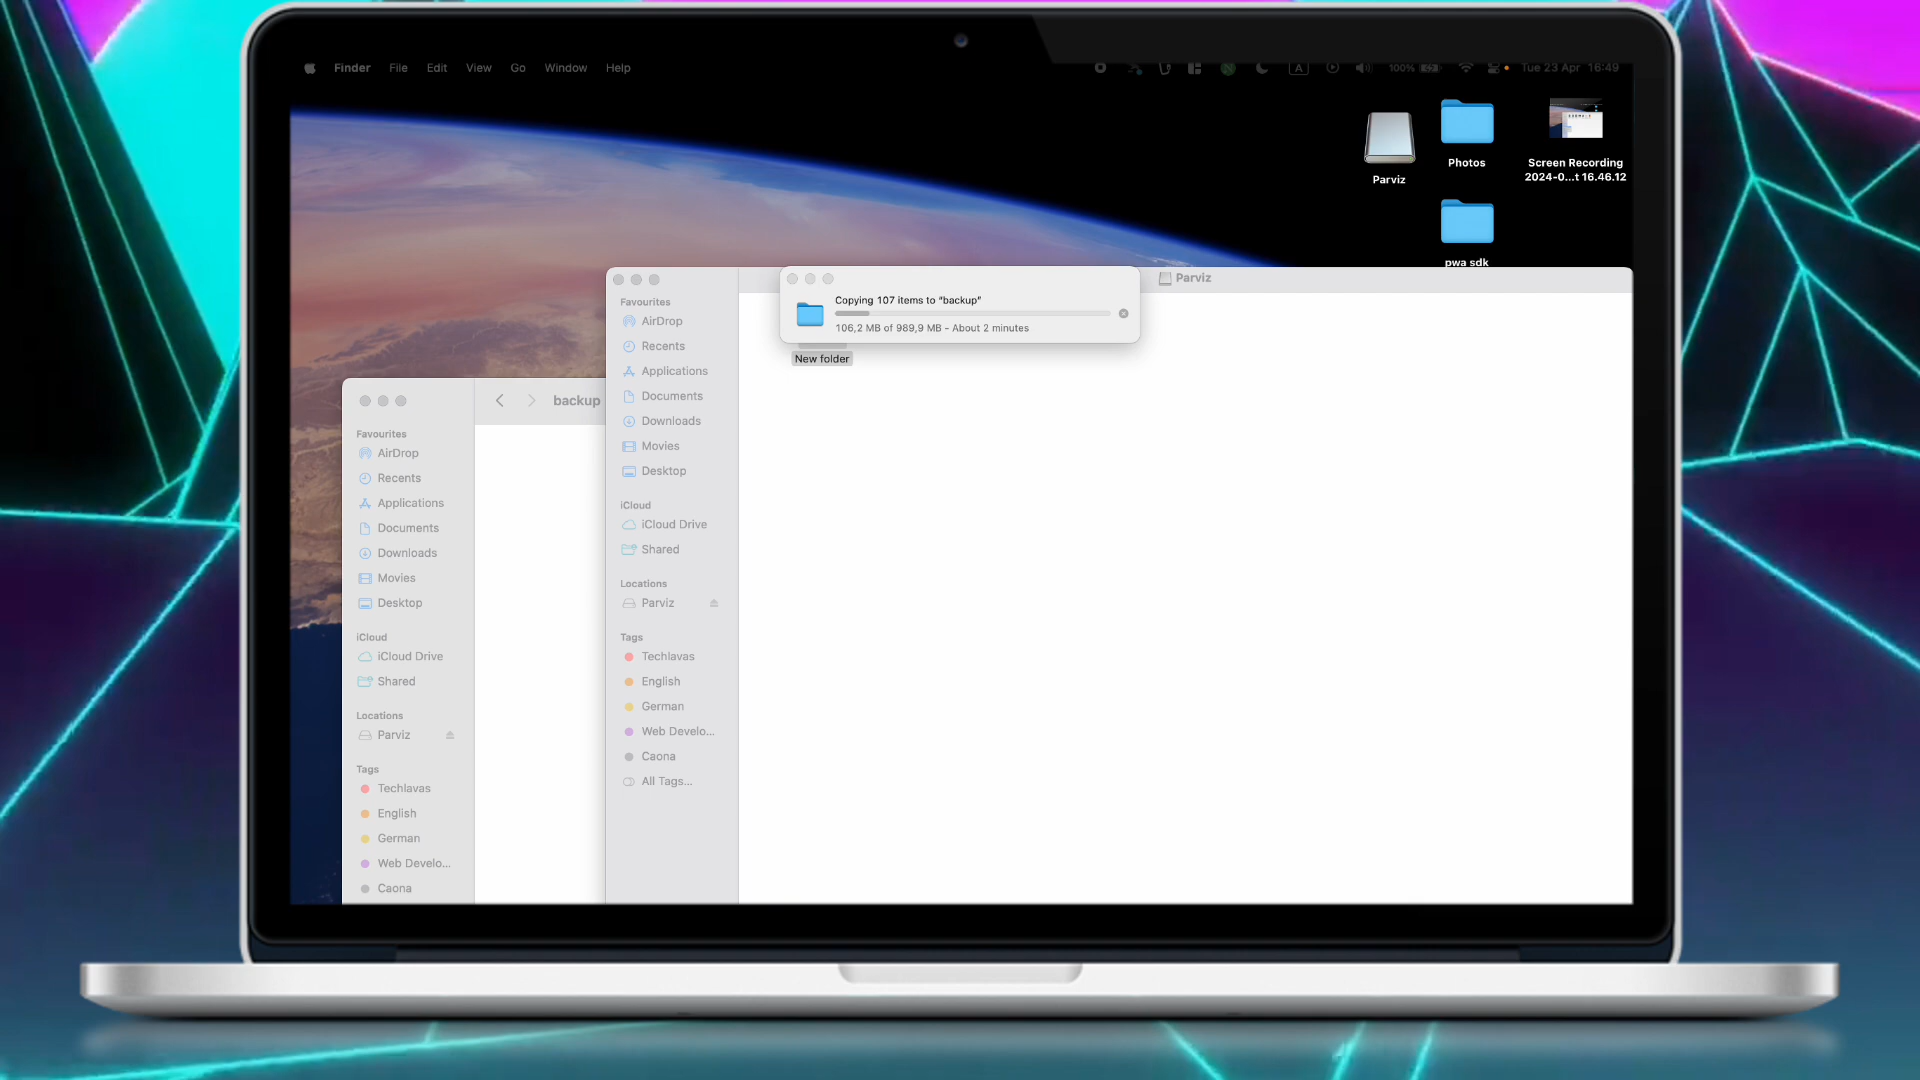 Finder File Edit View Go Window Help
A 100% Tue 23 Apr 16:49
Parviz
Photos
Screen Recording
2024-0...t 16.46.12
pwa sdk
Parviz
Copying 107 items to “backup”
106,2 MB of 989,9 MB - About 2 minutes
New folder
Favourites
AirDrop
Recents
Applications
Documents
Downloads
Movies
Desktop
iCloud
iCloud Drive
Shared
Locations
Parviz
Tags
Techlavas
English
German
Web Develo...
Caona
All Tags...
backup
Favourites
AirDrop
Recents
Applications
Documents
Downloads
Movies
Desktop
iCloud
iCloud Drive
Shared
Locations
Parviz
Tags
Techlavas
English
German
Web Develo...
Caona